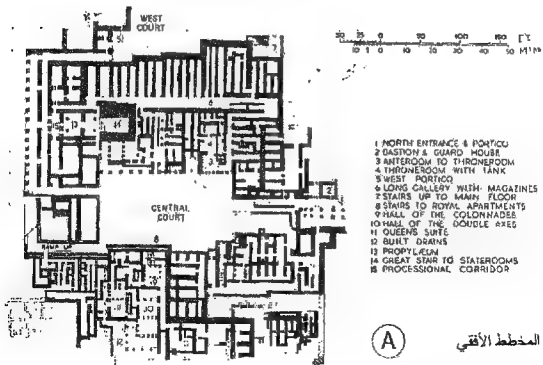 WEST
COURT
CENTRAL
COURT
1 NORTH ENTRANCE & PORTICO
2 BASTION & GUARD HOUSE
3 ANTEROOM TO THRONEROOM
4 THRONEROOM WITH TANK
5 WEST PORTICO
6 LONG GALLERY WITH MAGAZINES
7 STAIRS UP TO MAIN FLOOR
8 STAIRS TO ROYAL APARTMENTS
9 HALL OF THE COLONNADES
10 HALL OF THE DOUBLE AXES
11 QUEENS SUITE
12 BUILT DRAINS
13 PROPYLÆUM
14 GREAT STAIR TO STATEROOMS
15 PROCESSIONAL CORRIDOR
A
المخطط الأفقي